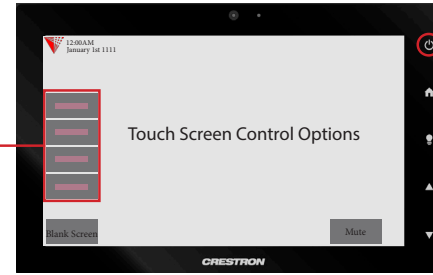 12:00AM
January 1st 1111
Touch Screen Control Options
Blank Screen
Mute
CRESTRON